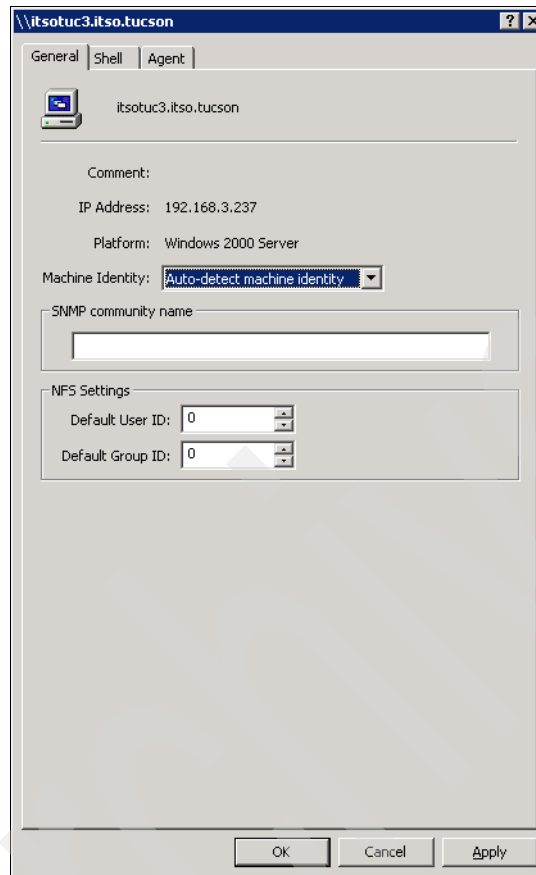 \\itsotuc3.itso.tucson
General Shell Agent
itsotuc3.itso.tucson
Comment:
IP Address: 192.168.3.237
Platform: Windows 2000 Server
Machine Identity: Auto-detect machine identity
SNMP community name
NFS Settings
Default User ID: 0
Default Group ID: 0
OK Cancel Apply